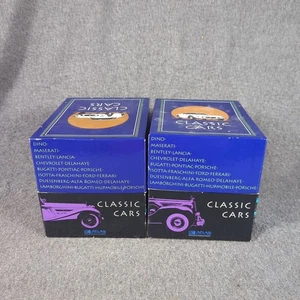 CLASSIC
CARS
DINO·
MASERATI·
BENTLEY·LANCIA·
CHEVROLET·DELAHAYE·
BUGATTI·PONTIAC·PORSCHE·
ISOTTA-FRASCHINI·FORD·FERRARI·
DUESENBERG·ALFA-ROMEO·DELAHAYE·
LAMBORGHINI·BUGATTI·HUPMOBILE·PORSCHE·
CLASSIC
CARS
CLASSIC
CARS
DINO·
MASERATI·
BENTLEY·LANCIA·
CHEVROLET·DELAHAYE·
BUGATTI·PONTIAC·PORSCHE·
ISOTTA-FRASCHINI·FORD·FERRARI·
DUESENBERG·ALFA-ROMEO·DELAHAYE·
LAMBORGHINI·BUGATTI·HUPMOBILE·PORSCHE·
CLASSIC
CARS